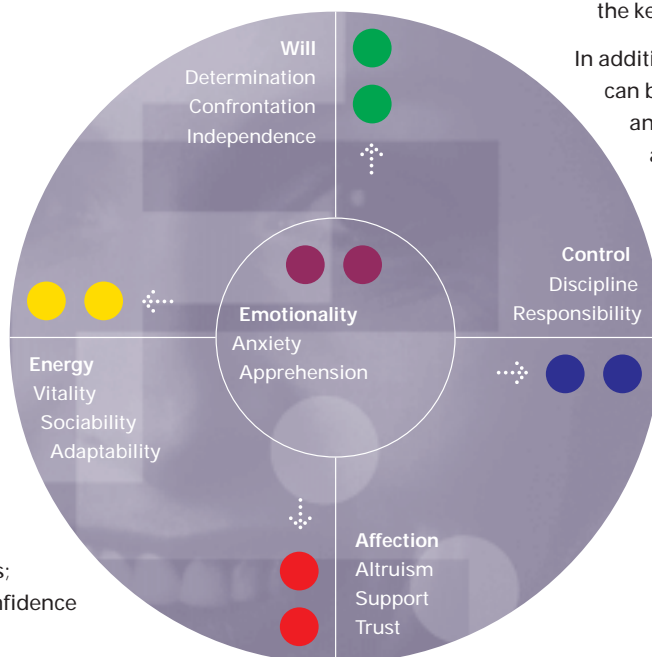 the ke
In additi
can b
an
a
Will
Determination
Confrontation
Independence
Control
Discipline
Responsibility
Emotionality
Anxiety
Apprehension
Energy
Vitality
Sociability
Adaptability
Affection
Altruism
Support
Trust
s;
nfidence